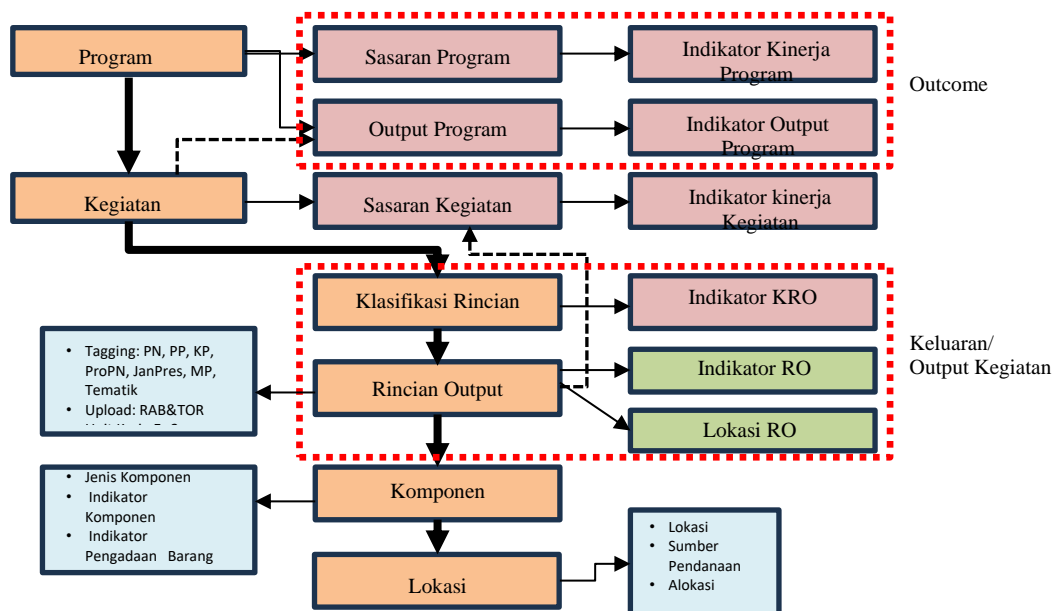 Program
Sasaran Program
Indikator Kinerja
Program
Outcome
Output Program
Indikator Output
Program
Kegiatan
Sasaran Kegiatan
Indikator kinerja
Kegiatan
Klasifikasi Rincian
Indikator KRO
Keluaran/
Output Kegiatan
• Tagging: PN, PP, KP,
ProPN, JanPres, MP,
Tematik
• Upload: RAB&TOR
Rincian Output
Indikator RO
Lokasi RO
• Jenis Komponen
• Indikator
Komponen
• Indikator
Pengadaan Barang
Komponen
Lokasi
• Lokasi
• Sumber
Pendanaan
• Alokasi